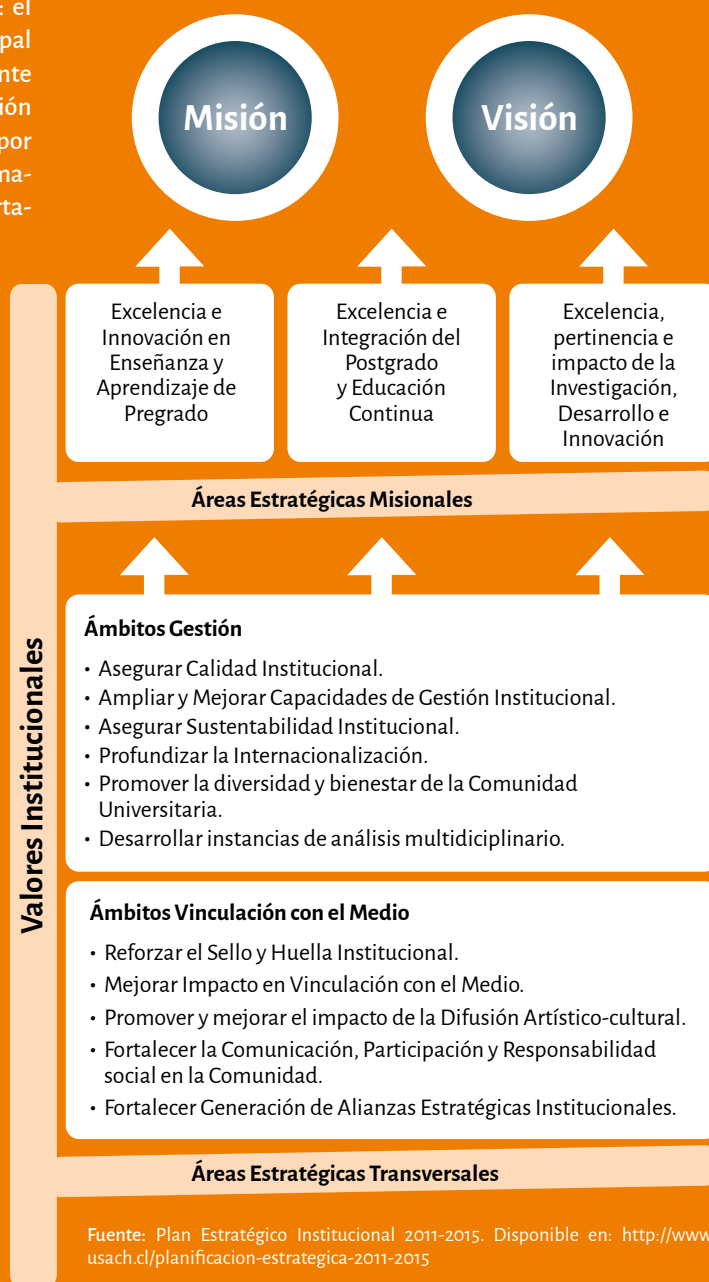 : el
pal
nte
ión
por
ma-
rta-
Misión
Visión
Excelencia e
Innovación en
Enseñanza y
Aprendizaje de
Pregrado
Excelencia e
Integración del
Postgrado
y Educación
Continua
Excelencia,
pertinencia e
impacto de la
Investigación,
Desarrollo e
Innovación
Áreas Estratégicas Misionales
Valores Institucionales
Ámbitos Gestión
• Asegurar Calidad Institucional.
• Ampliar y Mejorar Capacidades de Gestión Institucional.
• Asegurar Sustentabilidad Institucional.
• Profundizar la Internacionalización.
• Promover la diversidad y bienestar de la Comunidad
Universitaria.
• Desarrollar instancias de análisis multidiciplinario.
Ámbitos Vinculación con el Medio
• Reforzar el Sello y Huella Institucional.
• Mejorar Impacto en Vinculación con el Medio.
• Promover y mejorar el impacto de la Difusión Artístico-cultural.
• Fortalecer la Comunicación, Participación y Responsabilidad
social en la Comunidad.
• Fortalecer Generación de Alianzas Estratégicas Institucionales.
Áreas Estratégicas Transversales
Fuente: Plan Estratégico Institucional 2011-2015. Disponible en: http://www
usach.cl/planificacion-estrategica-2011-2015